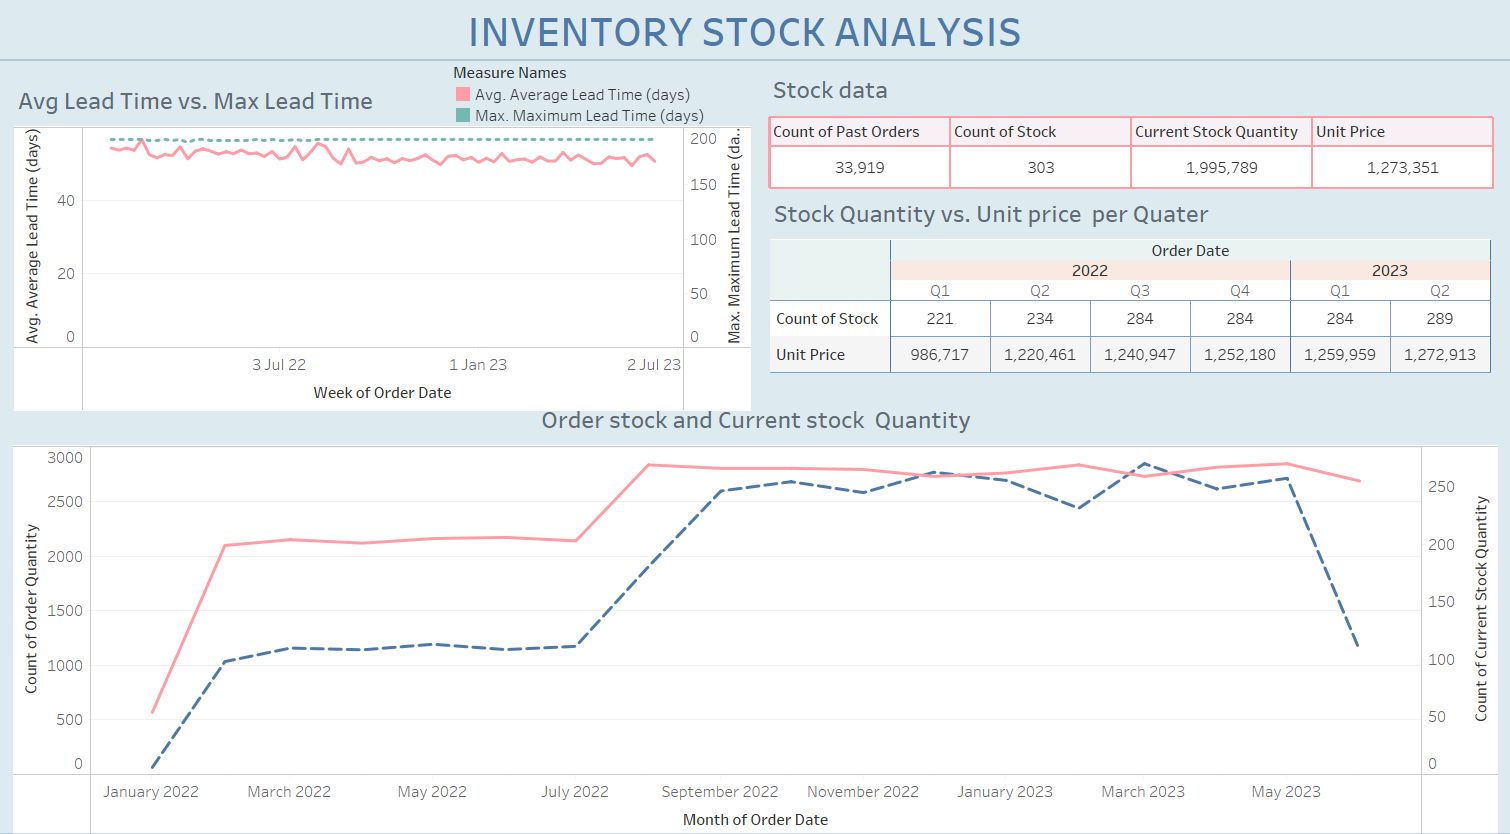 INVENTORY STOCK ANALYSIS
Measure Names
Avg. Average Lead Time (days)
Max. Maximum Lead Time (days)
Avg Lead Time vs. Max Lead Time
Avg. Average Lead Time (days)
40
20
0
200
150
100
50
0
Max. Maximum Lead Time (da..
3 Jul 22 1 Jan 23 2 Jul 23
Week of Order Date
Stock data
Count of Past Orders Count of Stock Current Stock Quantity Unit Price
33,919 303 1,995,789 1,273,351
Stock Quantity vs. Unit price per Quater
Order Date
2022 2023
Q1 Q2 Q3 Q4 Q1 Q2
Count of Stock 221 234 284 284 284 289
Unit Price 986,717 1,220,461 1,240,947 1,252,180 1,259,959 1,272,913
Order stock and Current stock Quantity
Count of Order Quantity
3000
2500
2000
1500
1000
500
0
250
200
150
100
50
0
Count of Current Stock Quantity
January 2022 March 2022 May 2022 July 2022 September 2022 November 2022 January 2023 March 2023 May 2023
Month of Order Date